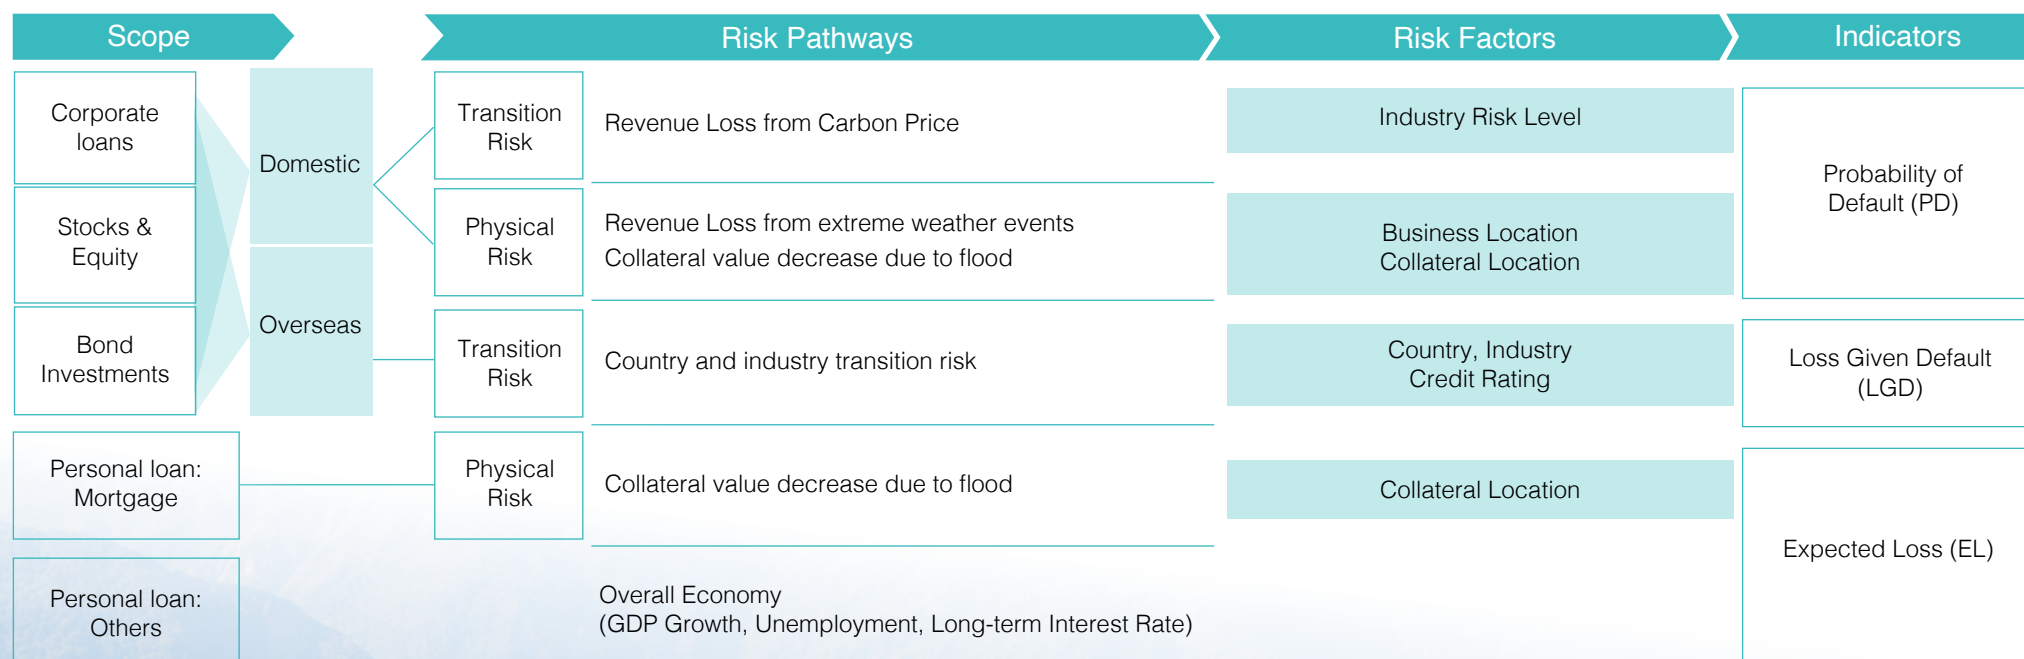 Scope
Risk Pathways
Risk Factors
Indicators
Corporate
loans
Stocks &
Equity
Bond
Investments
Domestic
Overseas
Transition
Risk
Revenue Loss from Carbon Price
Industry Risk Level
Physical
Risk
Revenue Loss from extreme weather events
Collateral value decrease due to flood
Business Location
Collateral Location
Transition
Risk
Country and industry transition risk
Country, Industry
Credit Rating
Personal loan:
Mortgage
Physical
Risk
Collateral value decrease due to flood
Collateral Location
Personal loan:
Others
Overall Economy
(GDP Growth, Unemployment, Long-term Interest Rate)
Probability of
Default (PD)
Loss Given Default
(LGD)
Expected Loss (EL)